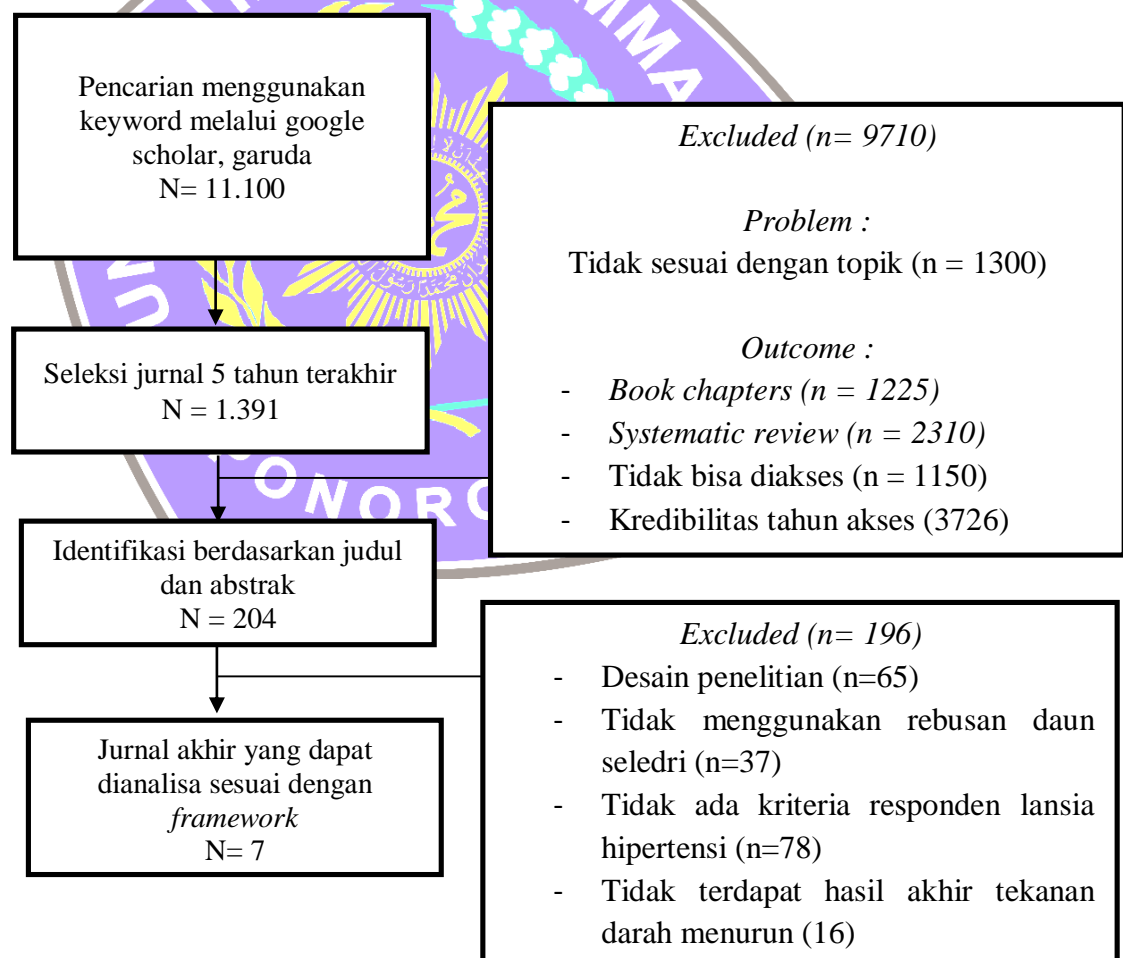 Pencarian menggunakan
keyword melalui google
scholar, garuda
N= 11.100
Excluded (n= 9710)
Problem :
Tidak sesuai dengan topik (n = 1300)
Outcome :
- Book chapters (n = 1225)
- Systematic review (n = 2310)
- Tidak bisa diakses (n = 1150)
- Kredibilitas tahun akses (3726)
Seleksi jurnal 5 tahun terakhir
N = 1.391
Identifikasi berdasarkan judul
dan abstrak
N = 204
Excluded (n= 196)
- Desain penelitian (n=65)
- Tidak menggunakan rebusan daun
seledri (n=37)
- Tidak ada kriteria responden lansia
hipertensi (n=78)
- Tidak terdapat hasil akhir tekanan
darah menurun (16)
Jurnal akhir yang dapat
dianalisa sesuai dengan
framework
N= 7